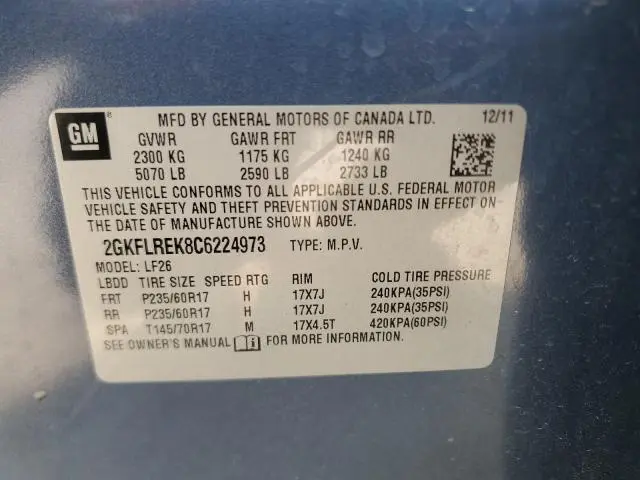 GM ® MFD BY GENERAL MOTORS OF CANADA LTD. 12/11
GVWR GAWR FRT GAWR RR
2300 KG 1175 KG 1240 KG
5070 LB 2590 LB 2733 LB
THIS VEHICLE CONFORMS TO ALL APPLICABLE U.S. FEDERAL MOTOR
VEHICLE SAFETY AND THEFT PREVENTION STANDARDS IN EFFECT ON
THE DATE OF MANUFACTURE SHOWN ABOVE.
2GKFLREK8C6224973 TYPE: M.P.V.
MODEL: LF26
LBDD TIRE SIZE SPEED RTG RIM COLD TIRE PRESSURE
FRT P235/60R17 H 17X7J 240KPA(35PSI)
RR P235/60R17 H 17X7J 240KPA(35PSI)
SPA T145/70R17 M 17X4.5T 420KPA(60PSI)
SEE OWNER'S MANUAL i FOR MORE INFORMATION.